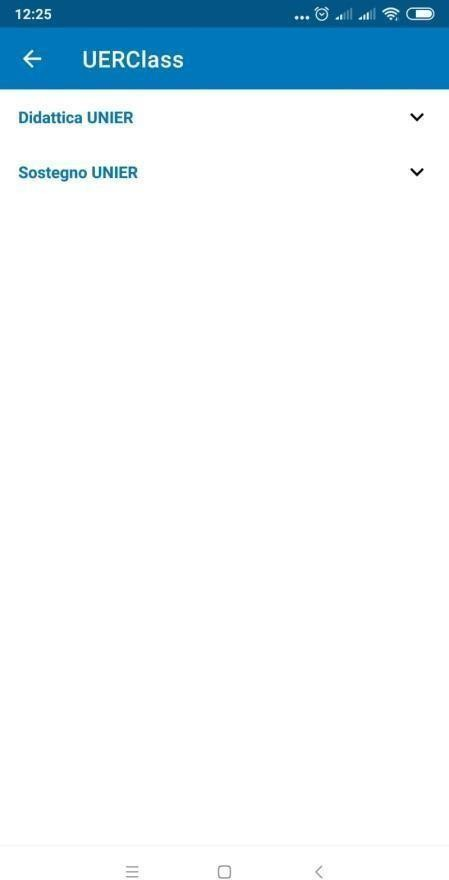 12:25
UERClass
Didattica UNIER
Sostegno UNIER